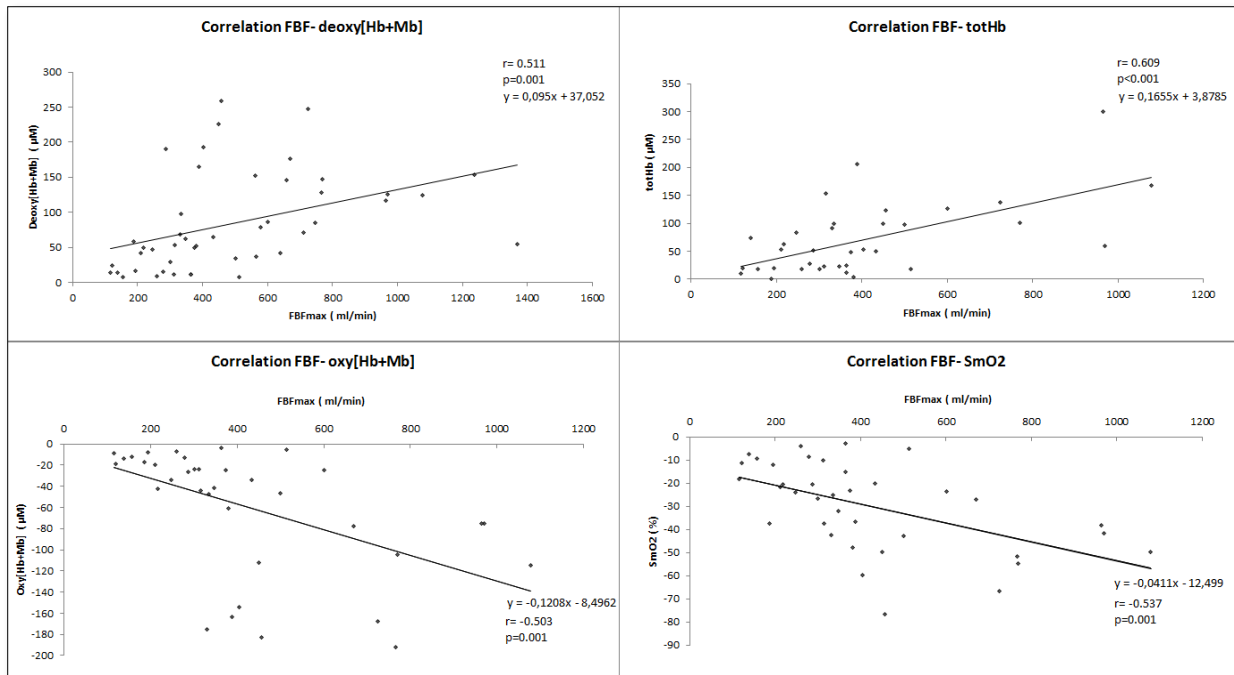 Correlation FBF- deoxy[Hb+Mb]
r= 0.511
p=0.001
y = 0,095x + 37,052
300
250
200
150
100
50
0
Deoxy[Hb+Mb] ( µM)
0 200 400 600 800 1000 1200 1400 1600
FBFmax ( ml/min)
Correlation FBF- totHb
r= 0.609
p<0.001
y = 0,1655x + 3,8785
350
300
250
200
150
100
50
0
totHb ( µM)
0 200 400 600 800 1000 1200
FBFmax ( ml/min)
Correlation FBF- oxy[Hb+Mb]
FBFmax ( ml/min)
0 200 400 600 800 1000 1200
0
-20
-40
-60
-80
-100
-120
-140
-160
-180
-200
Oxy[Hb+Mb] ( µM)
y = -0,1208x - 8,4962
r= -0.503
p=0.001
Correlation FBF- SmO2
FBFmax ( ml/min)
0 200 400 600 800 1000 1200
0
-10
-20
-30
-40
-50
-60
-70
-80
-90
SmO2 (%)
y = -0,0411x - 12,499
r= -0.537
p=0.001